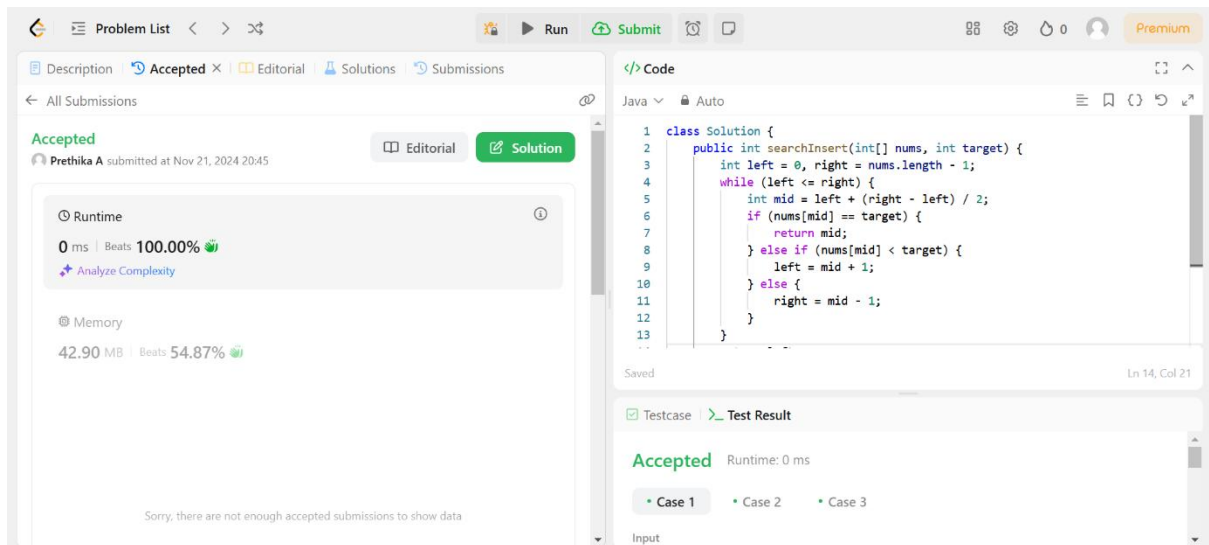 Problem List
Run
Submit
0
Premium
Description
Accepted
Editorial
Solutions
Submissions
All Submissions
Accepted
Prethika A submitted at Nov 21, 2024 20:45
Editorial
Solution
Runtime
0 ms | Beats 100.00%
Analyze Complexity
Memory
42.90 MB | Beats 54.87%
Sorry, there are not enough accepted submissions to show data
</> Code
Java
Auto
1 class Solution {
2 public int searchInsert(int[] nums, int target) {
3 int left = 0, right = nums.length - 1;
4 while (left <= right) {
5 int mid = left + (right - left) / 2;
6 if (nums[mid] == target) {
7 return mid;
8 } else if (nums[mid] < target) {
9 left = mid + 1;
10 } else {
11 right = mid - 1;
12 }
13 }
Saved
Ln 14, Col 21
Testcase
Test Result
Accepted Runtime: 0 ms
• Case 1 • Case 2 • Case 3
Input